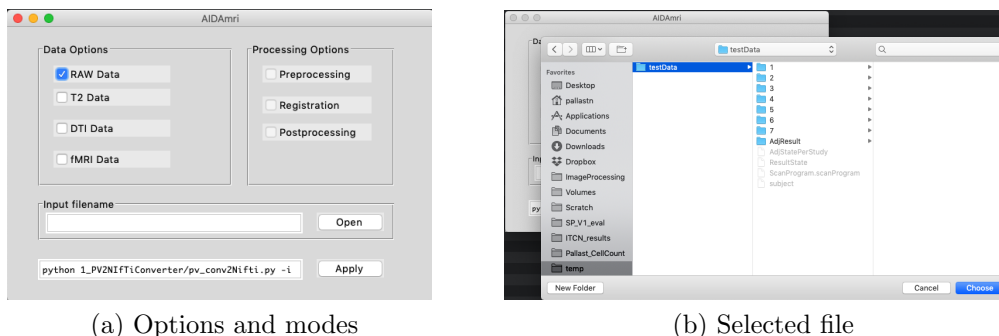 AIDAmri
Data Options
RAW Data
T2 Data
DTI Data
fMRI Data
Processing Options
Preprocessing
Registration
Postprocessing
Input filename
Open
python 1_PV2NIfTiConverter/pv_conv2Nifti.py -i
Apply
(a) Options and modes
AIDAmri
Da
testData
Favorites
Desktop
pallastn
Applications
Documents
Downloads
Dropbox
ImageProcessing
Volumes
Scratch
SP_V1_eval
ITCN_results
Pallast_CellCount
temp
testData
1
2
3
4
5
6
7
AdjResult
AdjStatePerStudy
ResultState
ScanProgram.scanProgram
subject
Inp
py
New Folder
Cancel
Choose
(b) Selected file